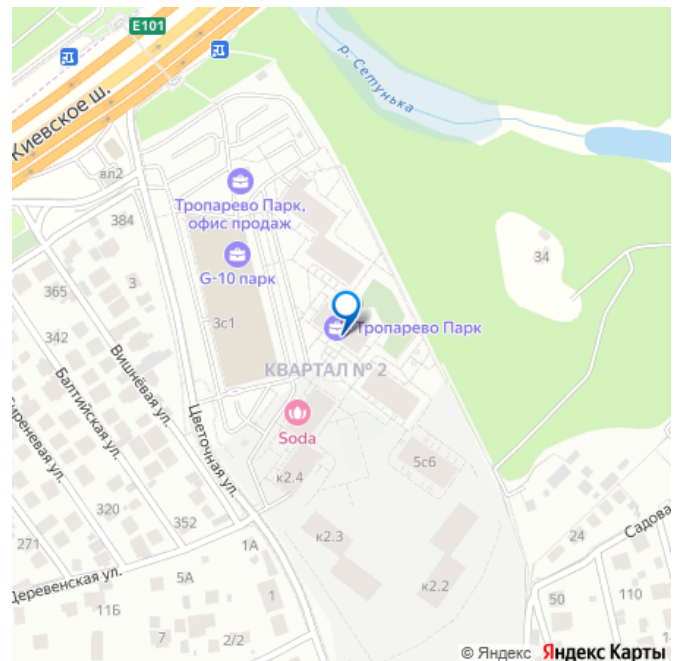 E101
р. Сетунька
Киевское ш.
вл2
Тропарево Парк,
офис продаж
384
G-10 парк
34
365
3
3с1
Тропарево Парк
342
Вишнёвая ул.
КВАРТАЛ № 2
Балтийская ул.
Цветочная ул.
Soda
5с6
к2.4
320
352
к2.3
24
Садова
271
1А
Деревенская ул.
5А
к2.2
1
50
110
11Б
7
2/2
© Яндекс Яндекс Карты